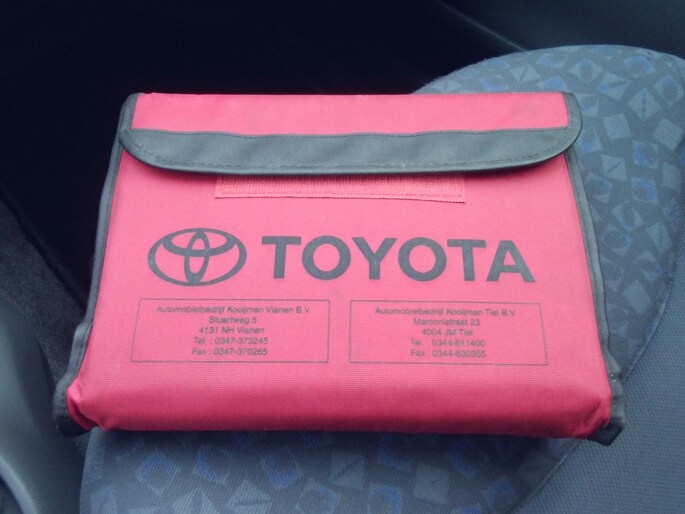 TOYOTA
Automobielbedrijf Kooijman Vianen B.V.
Stuartweg 5
4131 NH Vianen
Tel. : 0347-373245
Fax : 0347-370265
Automobielbedrijf Kooijman Tiel B.V.
Marconistraat 23
4004 JM Tiel
Tel. : 0344-611400
Fax : 0344-630355